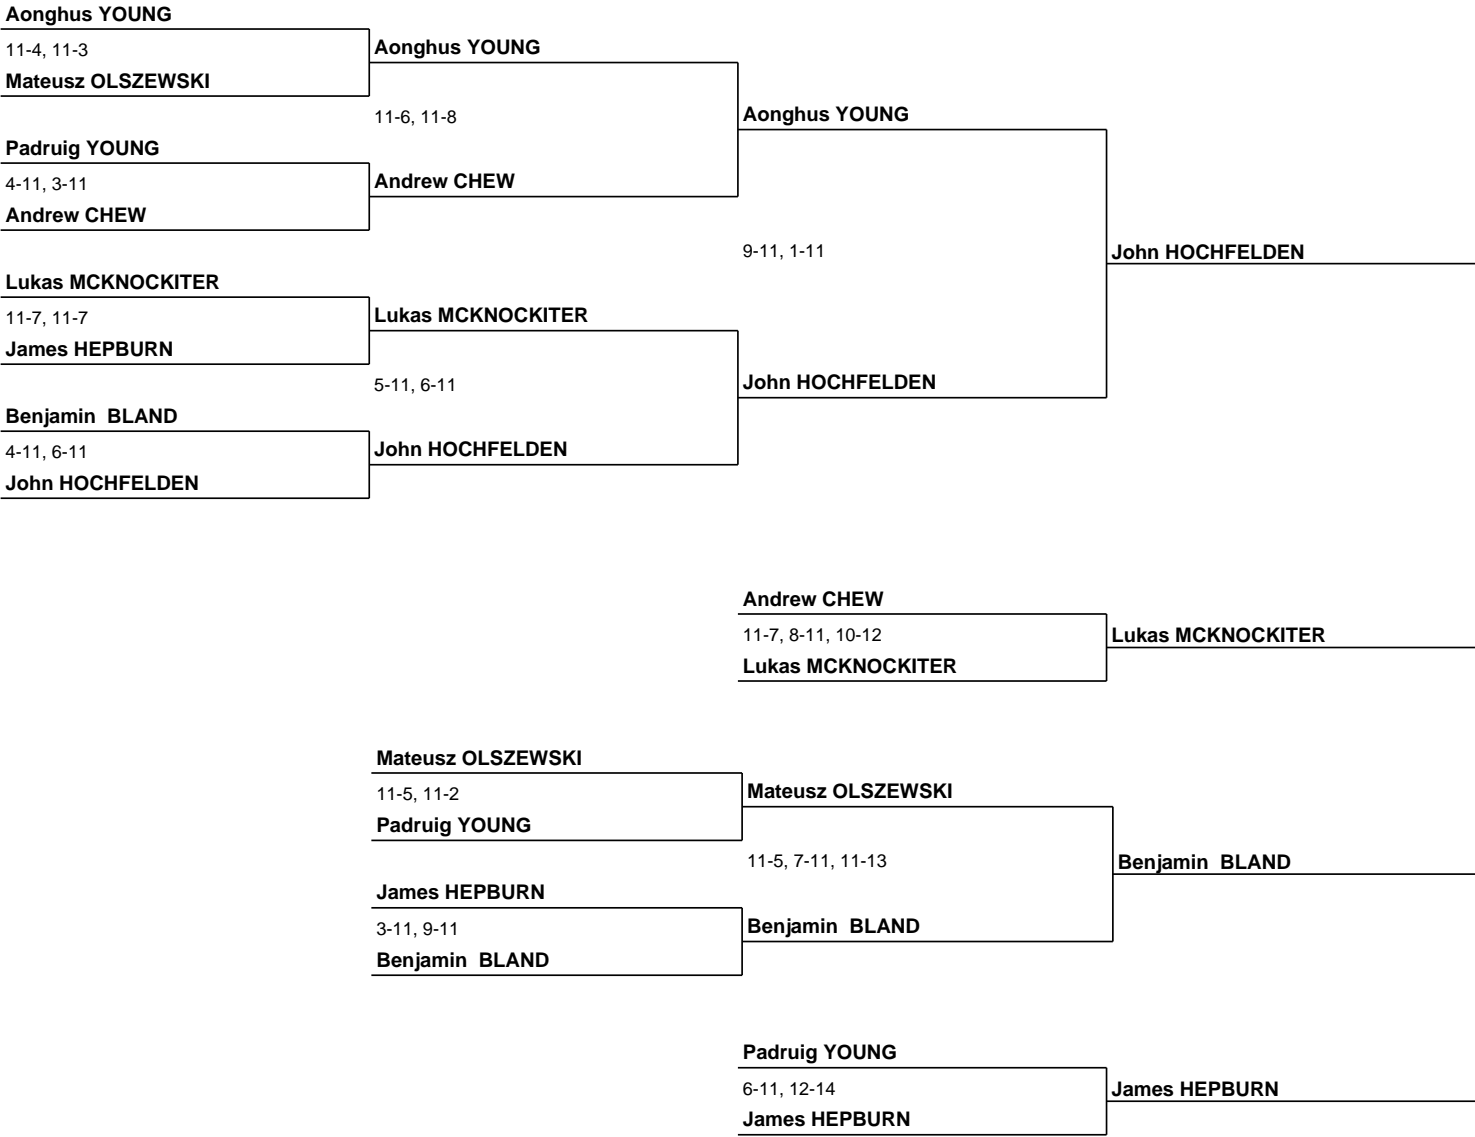 Aonghus YOUNG
11-4, 11-3
Aonghus YOUNG
Mateusz OLSZEWSKI
11-6, 11-8
Aonghus YOUNG
Padruig YOUNG
4-11, 3-11
Andrew CHEW
Andrew CHEW
9-11, 1-11
John HOCHFELDEN
Lukas MCKNOCKITER
11-7, 11-7
Lukas MCKNOCKITER
James HEPBURN
5-11, 6-11
John HOCHFELDEN
Benjamin  BLAND
4-11, 6-11
John HOCHFELDEN
John HOCHFELDEN
Andrew CHEW
11-7, 8-11, 10-12
Lukas MCKNOCKITER
Lukas MCKNOCKITER
Mateusz OLSZEWSKI
11-5, 11-2
Mateusz OLSZEWSKI
Padruig YOUNG
11-5, 7-11, 11-13
Benjamin  BLAND
James HEPBURN
3-11, 9-11
Benjamin  BLAND
Benjamin  BLAND
Padruig YOUNG
6-11, 12-14
James HEPBURN
James HEPBURN